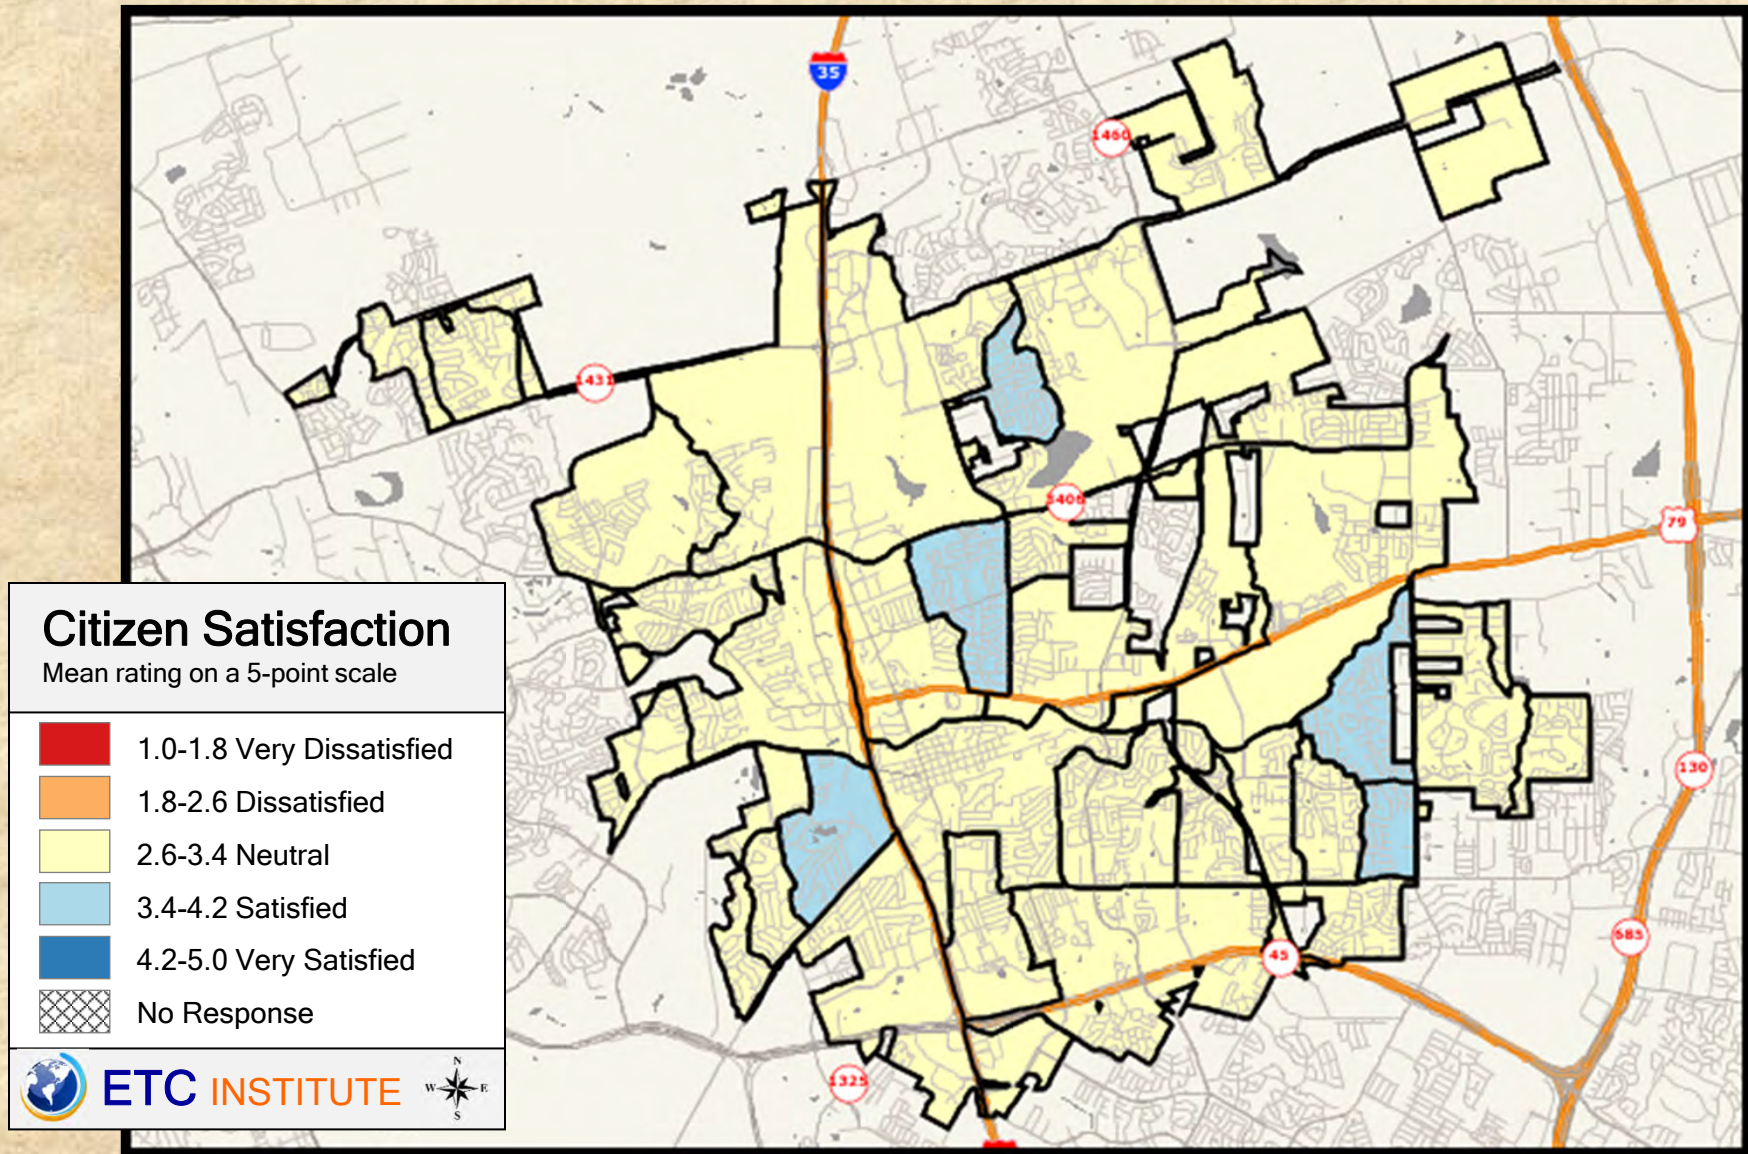 35
1460
1431
3406
79
130
685
45
1325
Citizen Satisfaction
Mean rating on a 5-point scale
1.0-1.8 Very Dissatisfied
1.8-2.6 Dissatisfied
2.6-3.4 Neutral
3.4-4.2 Satisfied
4.2-5.0 Very Satisfied
No Response
ETC INSTITUTE
N
W E
S